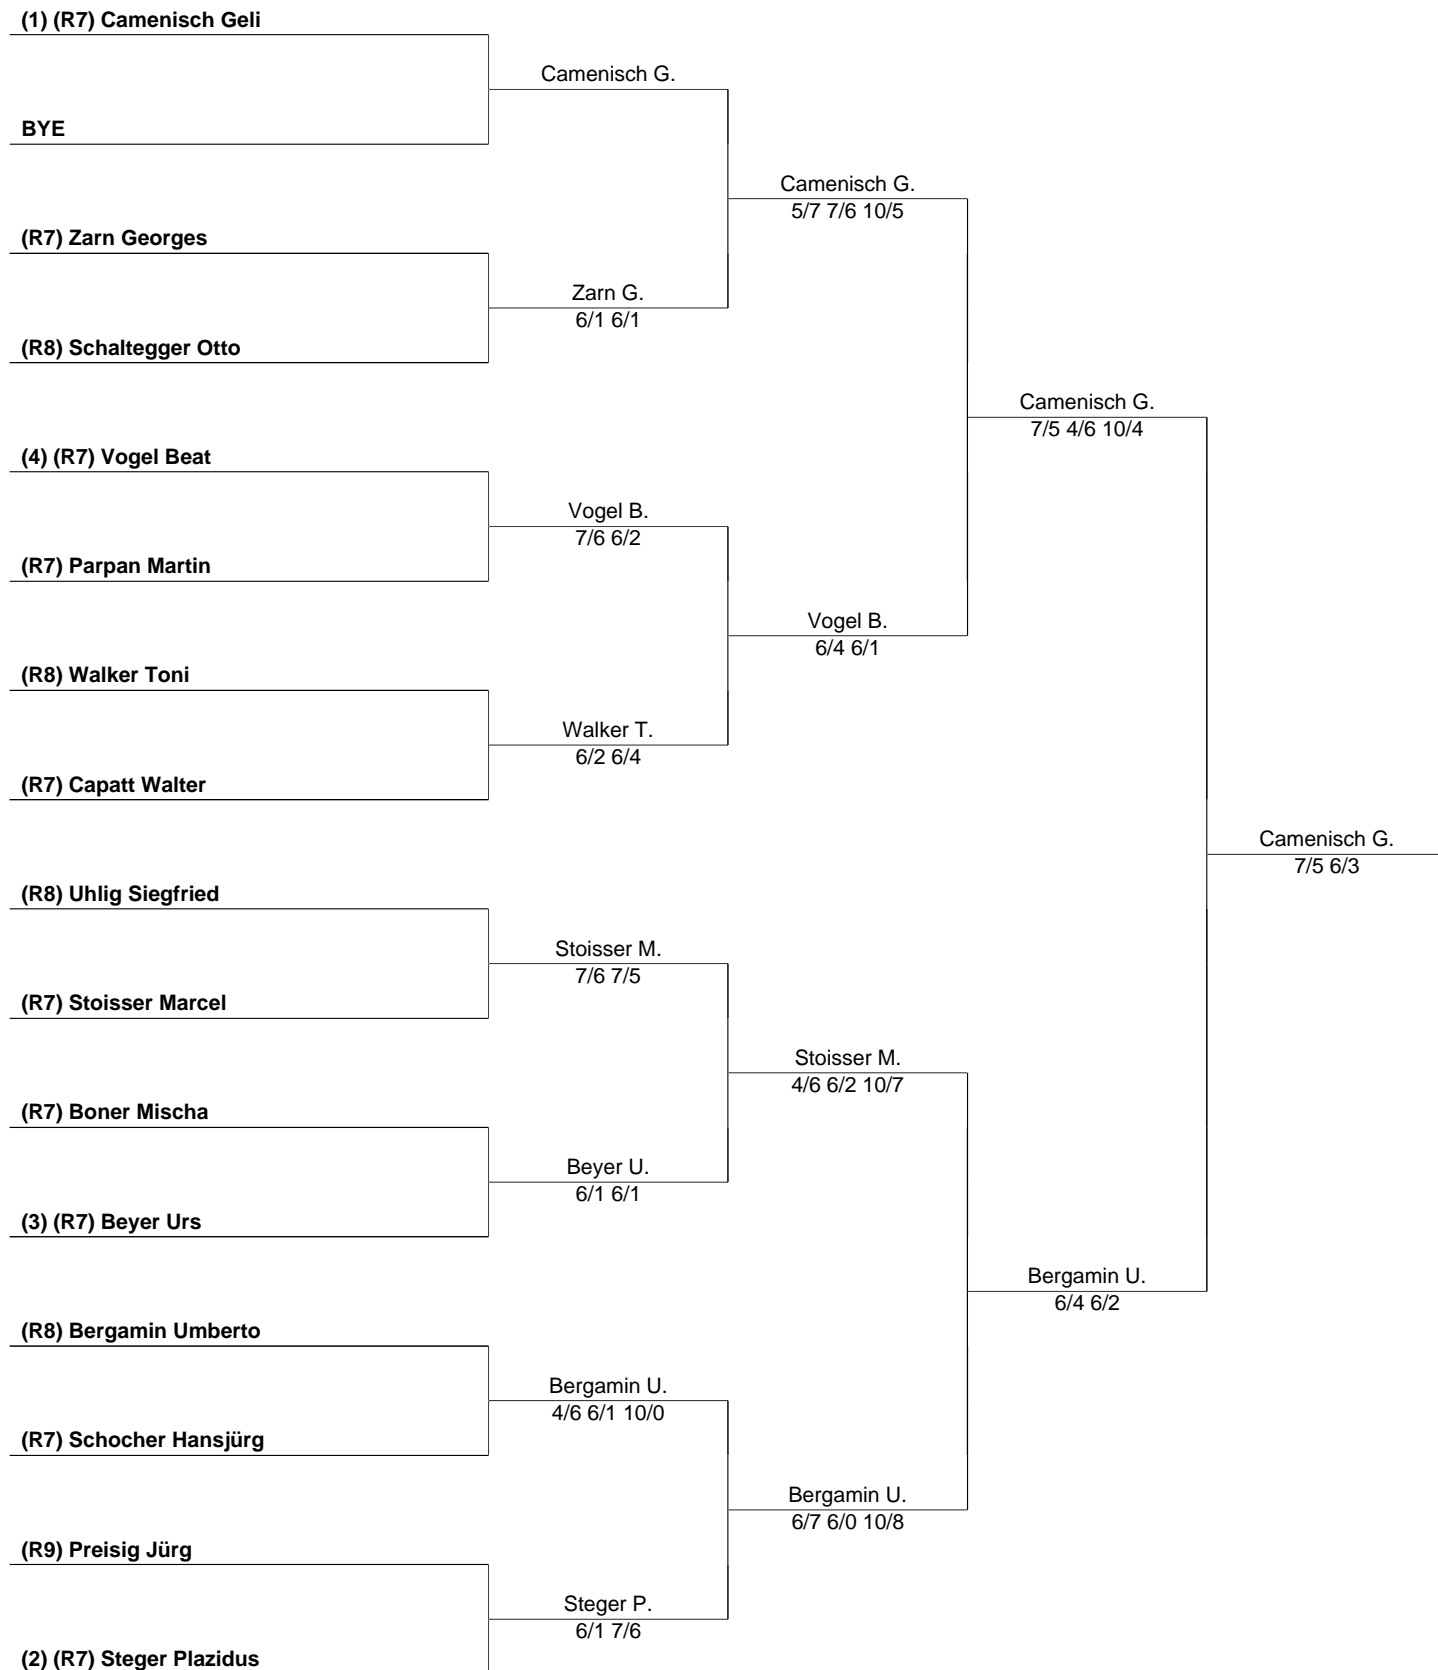 (1) (R7) Camenisch Geli
Camenisch G.
BYE
Camenisch G.
5/7 7/6 10/5
(R7) Zarn Georges
Zarn G.
6/1 6/1
(R8) Schaltegger Otto
Camenisch G.
7/5 4/6 10/4
(4) (R7) Vogel Beat
Vogel B.
7/6 6/2
(R7) Parpan Martin
Vogel B.
6/4 6/1
(R8) Walker Toni
Walker T.
6/2 6/4
(R7) Capatt Walter
Camenisch G.
7/5 6/3
(R8) Uhlig Siegfried
Stoisser M.
7/6 7/5
(R7) Stoisser Marcel
Stoisser M.
4/6 6/2 10/7
(R7) Boner Mischa
Beyer U.
6/1 6/1
(3) (R7) Beyer Urs
Bergamin U.
6/4 6/2
(R8) Bergamin Umberto
Bergamin U.
4/6 6/1 10/0
(R7) Schocher Hansjürg
Bergamin U.
6/7 6/0 10/8
(R9) Preisig Jürg
Steger P.
6/1 7/6
(2) (R7) Steger Plazidus